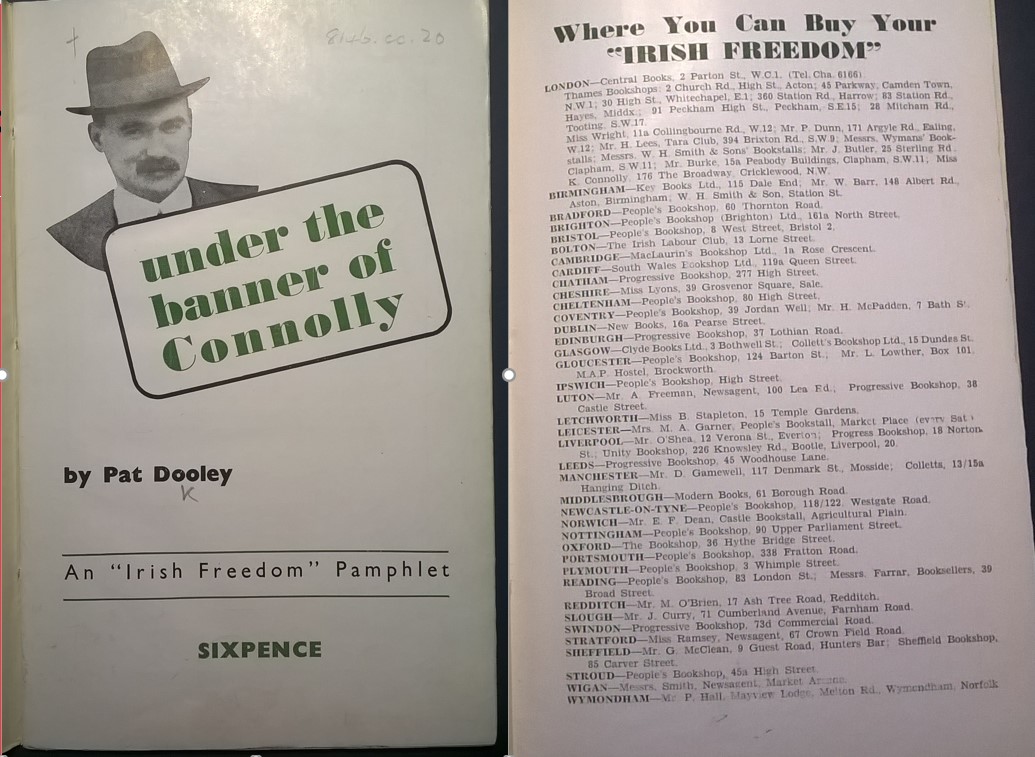 8146.cc.20
under the
banner of
Connolly
by Pat Dooley
K
An "Irish Freedom" Pamphlet
SIXPENCE
Where You Can Buy Your
"IRISH FREEDOM"
LONDON—Central Books, 2 Parton St., W.C.1. (Tel. Cha. 6166).
Thames Bookshops: 2 Church Rd., High St., Acton; 45 Parkway, Camden Town,
N.W.1; 30 High St., Whitechapel, E.1; 360 Station Rd., Harrow; 83 Station Rd.,
Hayes, Middx.; 91 Peckham High St., Peckham, S.E.15; 28 Mitcham Rd.,
Tooting, S.W.17.
Miss Wright, 11a Collingbourne Rd., W.12; Mr. P. Dunn, 171 Argyle Rd., Ealing,
W.12; Mr. H. Lees, Tara Club, 394 Brixton Rd., S.W.9; Messrs. Wymans' Book-
stalls; Messrs. W. H. Smith & Sons' Bookstalls; Mr. J. Butler, 25 Sterling Rd.
Clapham, S.W.11; Mr. Burke, 15a Peabody Buildings, Clapham, S.W.11; Miss
K. Connolly, 176 The Broadway, Cricklewood, N.W.
BIRMINGHAM—Key Books Ltd., 115 Dale End; Mr. W. Barr, 148 Albert Rd.,
Aston, Birmingham; W. H. Smith & Son, Station St.
BRADFORD—People's Bookshop, 60 Thornton Road.
BRIGHTON—People's Bookshop (Brighton) Ltd., 161a North Street.
BRISTOL—People's Bookshop, 8 West Street, Bristol 2.
BOLTON—The Irish Labour Club, 13 Lorne Street.
CAMBRIDGE—MacLaurin's Bookshop Ltd., 1a Rose Crescent.
CARDIFF—South Wales Bookshop Ltd., 119a Queen Street.
CHATHAM—Progressive Bookshop, 277 High Street.
CHESHIRE—Miss Lyons, 39 Grosvenor Square, Sale.
CHELTENHAM—People's Bookshop, 80 High Street.
COVENTRY—People's Bookshop, 39 Jordan Well; Mr. H. McPadden, 7 Bath St.
DUBLIN—New Books, 16a Pearse Street.
EDINBURGH—Progressive Bookshop, 37 Lothian Road.
GLASGOW—Clyde Books Ltd., 3 Bothwell St.; Collett's Bookshop Ltd., 15 Dundas St.
GLOUCESTER—People's Bookshop, 124 Barton St.; Mr. L. Lowther, Box 101,
M.A.P. Hostel, Brockworth.
IPSWICH—People's Bookshop, High Street.
LUTON—Mr. A. Freeman, Newsagent, 100 Lea Rd.; Progressive Bookshop, 38
Castle Street.
LETCHWORTH—Miss B. Stapleton, 15 Temple Gardens.
LEICESTER—Mrs. M. A. Garner, People's Bookstall, Market Place (every Sat.)
LIVERPOOL—Mr. O'Shea, 12 Verona St., Everton; Progress Bookshop, 18 Norton
St.; Unity Bookshop, 226 Knowsley Rd., Bootle, Liverpool, 20.
LEEDS—Progressive Bookshop, 45 Woodhouse Lane.
MANCHESTER—Mr. D. Gamewell, 117 Denmark St., Mosside; Colletts, 13/15a
Hanging Ditch.
MIDDLESBROUGH—Modern Books, 61 Borough Road.
NEWCASTLE-ON-TYNE—People's Bookshop, 118/122, Westgate Road.
NORWICH—Mr. E. F. Dean, Castle Bookstall, Agricultural Plain.
NOTTINGHAM—People's Bookshop, 90 Upper Parliament Street.
OXFORD—The Bookshop, 36 Hythe Bridge Street.
PORTSMOUTH—People's Bookshop, 338 Fratton Road.
PLYMOUTH—People's Bookshop, 3 Whimple Street.
READING—People's Bookshop, 83 London St.; Messrs. Farrar, Booksellers, 39
Broad Street.
REDDITCH—Mr. M. O'Brien, 17 Ash Tree Road, Redditch.
SLOUGH—Mr. J. Curry, 71 Cumberland Avenue, Farnham Road.
SWINDON—Progressive Bookshop, 73d Commercial Road.
STRATFORD—Miss Ramsey, Newsagent, 67 Crown Field Road.
SHEFFIELD—Mr. G. McClean, 9 Guest Road, Hunters Bar; Sheffield Bookshop,
85 Carver Street.
STROUD—People's Bookshop, 45a High Street.
WIGAN—Messrs. Smith, Newsagent, Market
WYMONDHAM—Mr. P. Hall, Mayview Lodge, Melton Rd., Wymondham, Norfolk